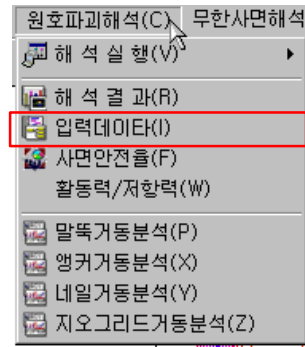 원호파괴해석(C) 무한사면해석
해 석 실 행(V)
해 석 결 과(R)
입력데이타(I)
사면안전율(F)
활동력/저항력(W)
말뚝거동분석(P)
앵커거동분석(X)
네일거동분석(Y)
지오그리드거동분석(Z)